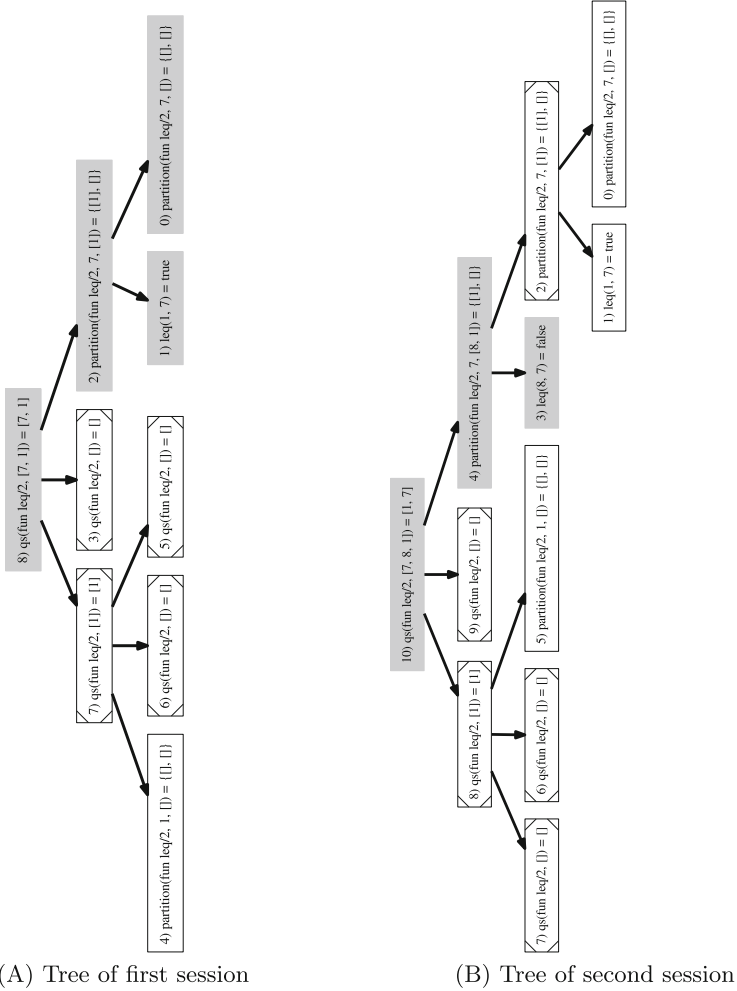 8) qs(fun leq/2, [7, 1]) = [7, 1]
7) qs(fun leq/2, [1]) = [1]
3) qs(fun leq/2, []) = []
2) partition(fun leq/2, 7, [1]) = {[1], []}
4) partition(fun leq/2, 1, []) = {[], []}
6) qs(fun leq/2, []) = []
5) qs(fun leq/2, []) = []
1) leq(1, 7) = true
0) partition(fun leq/2, 7, []) = {[], []}
(A) Tree of first session
10) qs(fun leq/2, [7, 8, 1]) = [1, 7]
8) qs(fun leq/2, [1]) = [1]
9) qs(fun leq/2, []) = []
4) partition(fun leq/2, 7, [8, 1]) = {[1], []}
7) qs(fun leq/2, []) = []
6) qs(fun leq/2, []) = []
5) partition(fun leq/2, 1, []) = {[], []}
3) leq(8, 7) = false
2) partition(fun leq/2, 7, [1]) = {[1], []}
1) leq(1, 7) = true
0) partition(fun leq/2, 7, []) = {[], []}
(B) Tree of second session